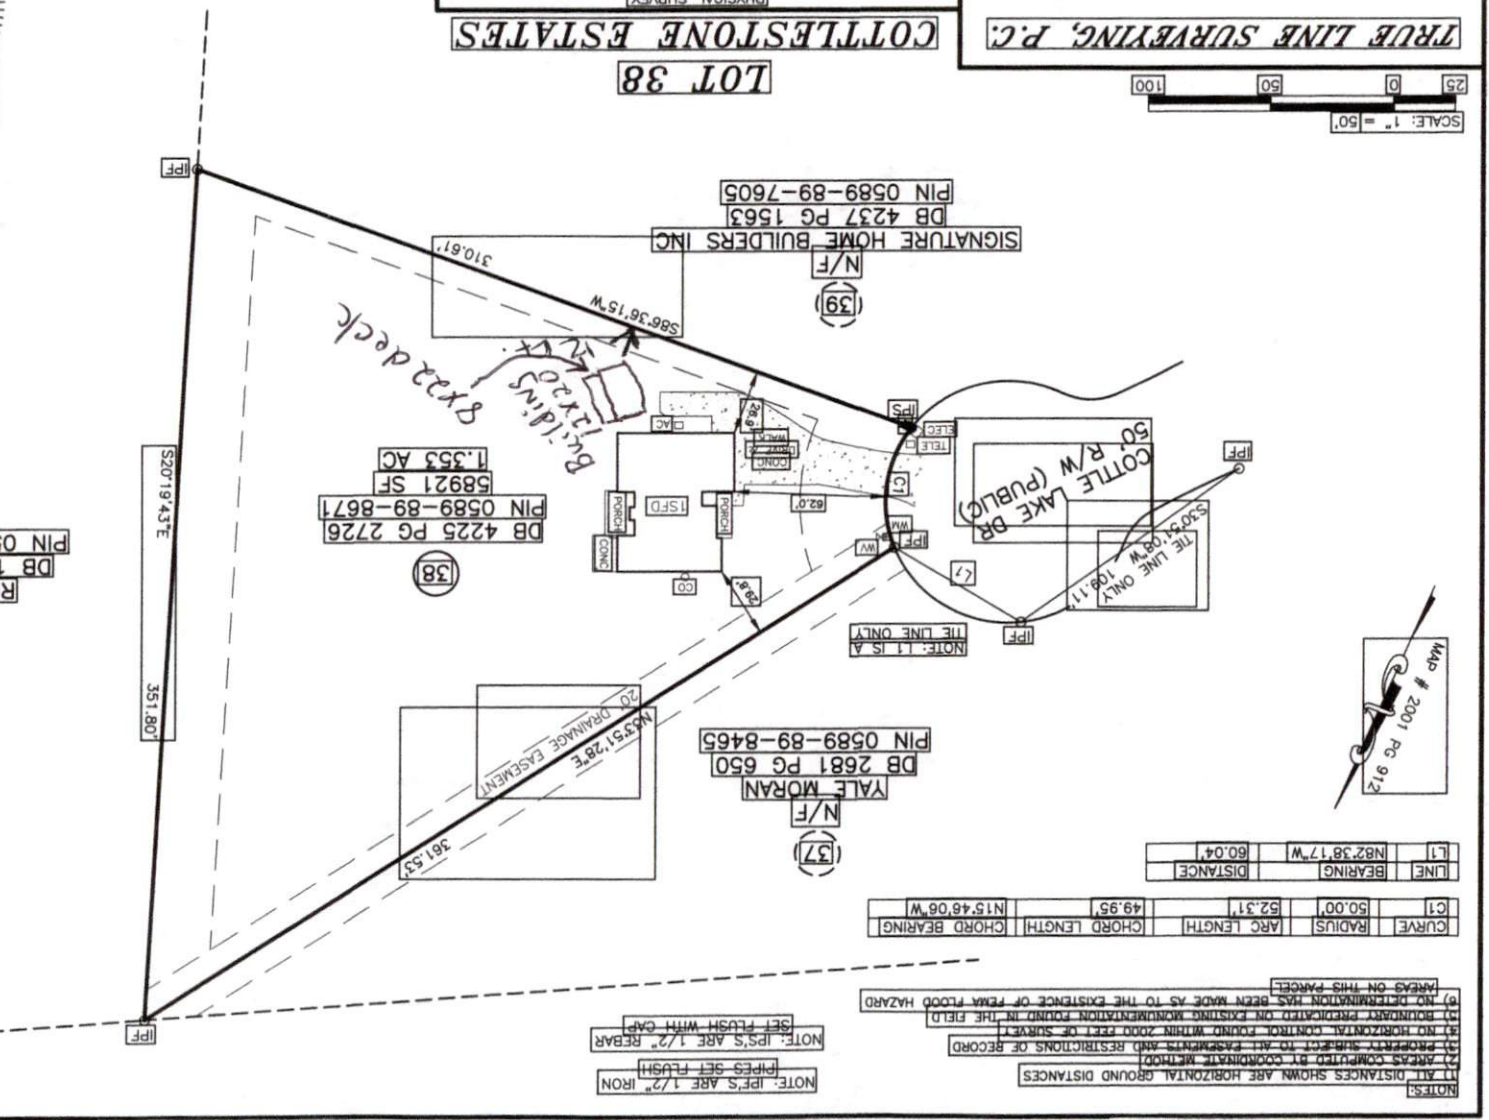 NOTES:
1) ALL DISTANCES SHOWN ARE HORIZONTAL GROUND DISTANCES
2) AREAS COMPUTED BY COORDINATE METHOD
3) PROPERTY SUBJECT TO ALL EASEMENTS AND RESTRICTIONS OF RECORD
4) NO HORIZONTAL CONTROL FOUND WITHIN 2000 FEET OF SURVEY
5) BOUNDARY PREDICATED ON EXISTING MONUMENTATION FOUND IN THE FIELD
6) NO DETERMINATION HAS BEEN MADE AS TO THE EXISTENCE OF FEMA FLOOD HAZARD
AREAS ON THIS PARCEL
NOTE: IPF'S ARE 1/2" IRON
PIPES SET FLUSH
NOTE: IPS'S ARE 1/2" REBAR
SET FLUSH WITH CAP
IPF
CURVE RADIUS ARC LENGTH CHORD LENGTH CHORD BEARING
C1 50.00' 52.31' 49.95' N15°46'06"W
LINE BEARING DISTANCE
L1 N82°38'17"W 60.04'
MAP # 2001 PG 912
37
N/F
YALE MORAN
DB 2681 PG 650
PIN 0589-89-8465
361.53'
N53°51'28"E
20' DRAINAGE EASEMENT
351.80'
S20°19'43"E
NOTE: L1 IS A
TIE LINE ONLY
IPF
L1
TIE LINE ONLY
S30°51'08"W
109.11'
IPF
IPF
WV
WM
C1
COTTLE LAKE DR
50' R/W (PUBLIC)
29.8'
CO
CONC
PORCH
1SFD
PORCH
62.0'
CONC
DRIVE &
WALK
26.9'
AC
TELE
ELEC
IPS
38
DB 4225 PG 2726
PIN 0589-89-8671
58921 SF
1.353 AC
R
DB 1
PIN 05
Building
12x20
8x22 deck
S86°36'15"W
310.61'
39
N/F
SIGNATURE HOME BUILDERS INC
DB 4237 PG 1563
PIN 0589-89-7605
IPF
SCALE: 1" = 50'
25 0 50 100
LOT 38
COTTLESTONE ESTATES
TRUE LINE SURVEYING, P.C.
PHYSICAL SURVEY